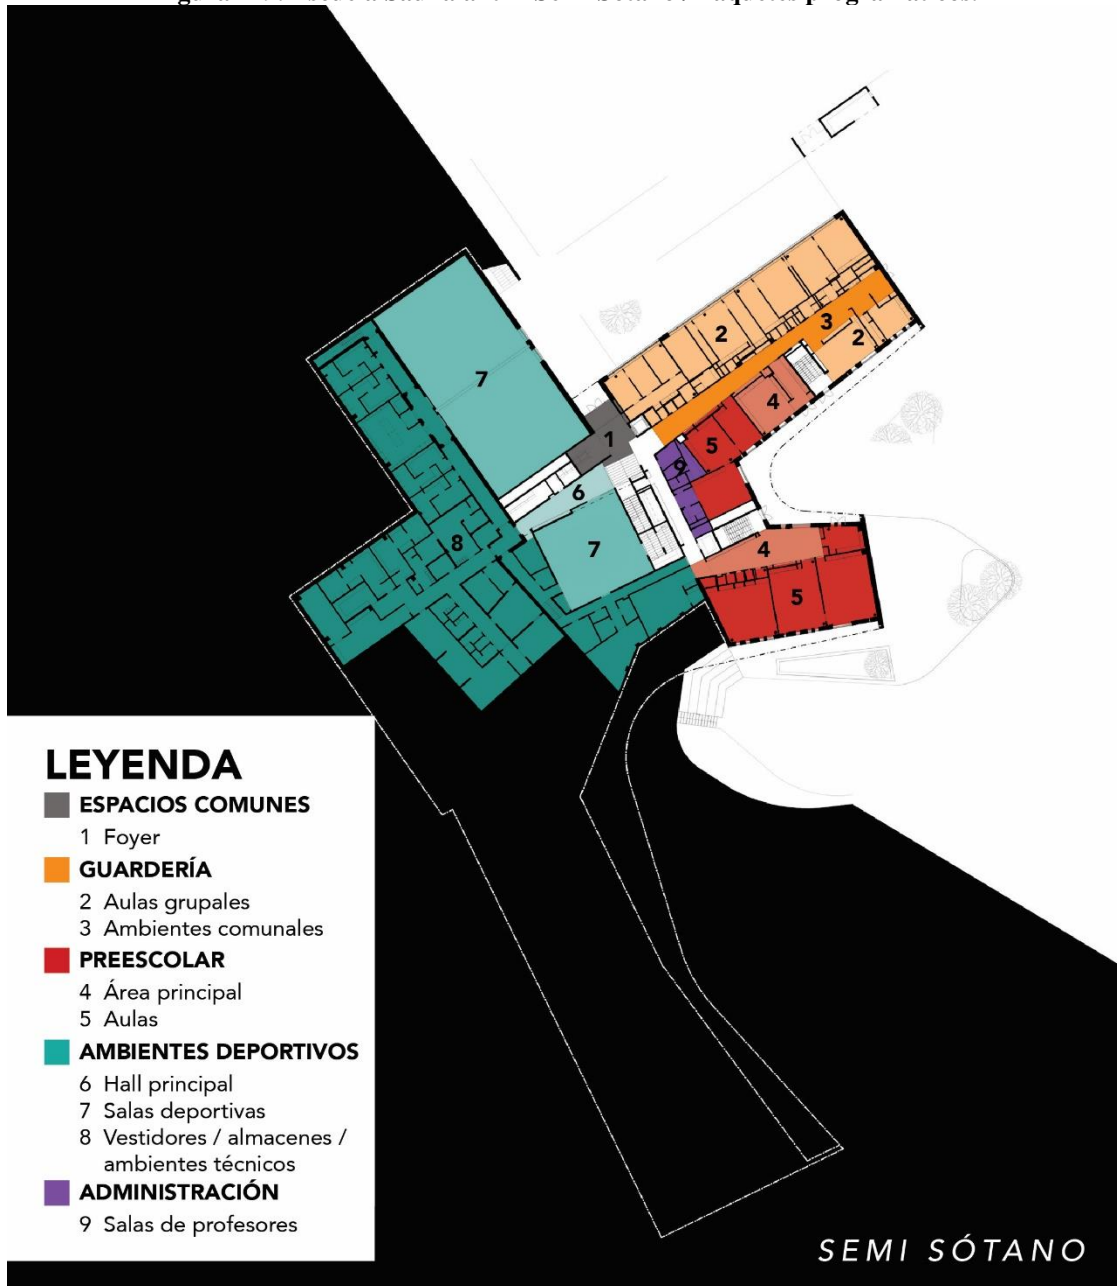 2
3
2
7
4
1
5
9
6
7
8
4
5
LEYENDA
ESPACIOS COMUNES
1 Foyer
GUARDERÍA
2 Aulas grupales
3 Ambientes comunales
PREESCOLAR
4 Área principal
5 Aulas
AMBIENTES DEPORTIVOS
6 Hall principal
7 Salas deportivas
8 Vestidores / almacenes /
ambientes técnicos
ADMINISTRACIÓN
9 Salas de profesores
SEMI SÓTANO